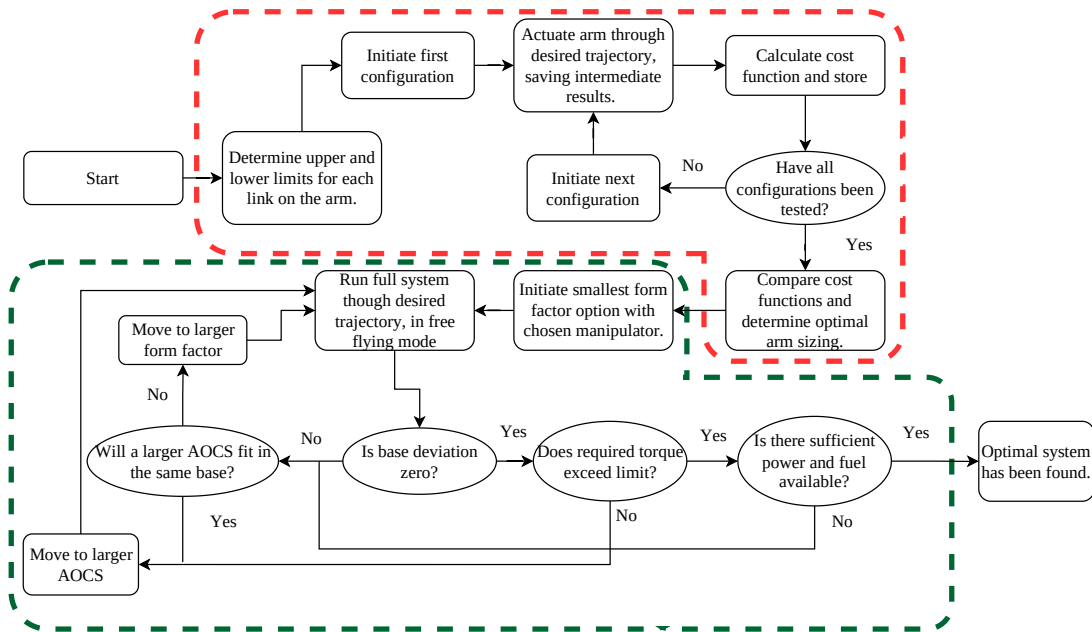 Start
Determine upper and
lower limits for each
link on the arm.
Initiate first
configuration
Actuate arm through
desired trajectory,
saving intermediate
results.
Calculate cost
function and store
Have all
configurations been
tested?
No
Initiate next
configuration
Yes
Compare cost
functions and
determine optimal
arm sizing.
Initiate smallest form
factor option with
chosen manipulator.
Run full system
though desired
trajectory, in free
flying mode
Move to larger
form factor
No
Will a larger AOCS fit in
the same base?
No
Is base deviation
zero?
Yes
Does required torque
exceed limit?
Yes
Is there sufficient
power and fuel
available?
Yes
Optimal system
has been found.
Yes
No
No
Move to larger
AOCS